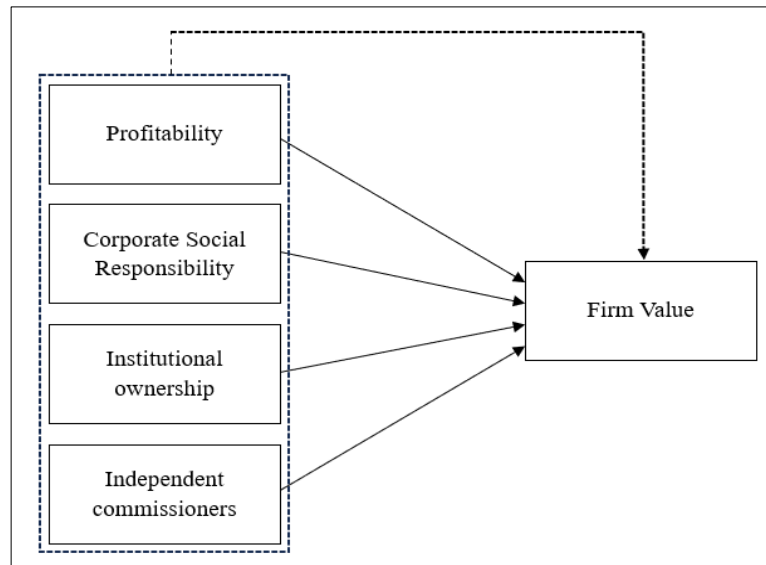 Profitability
Corporate Social
Responsibility
Institutional
ownership
Independent
commissioners
Firm Value